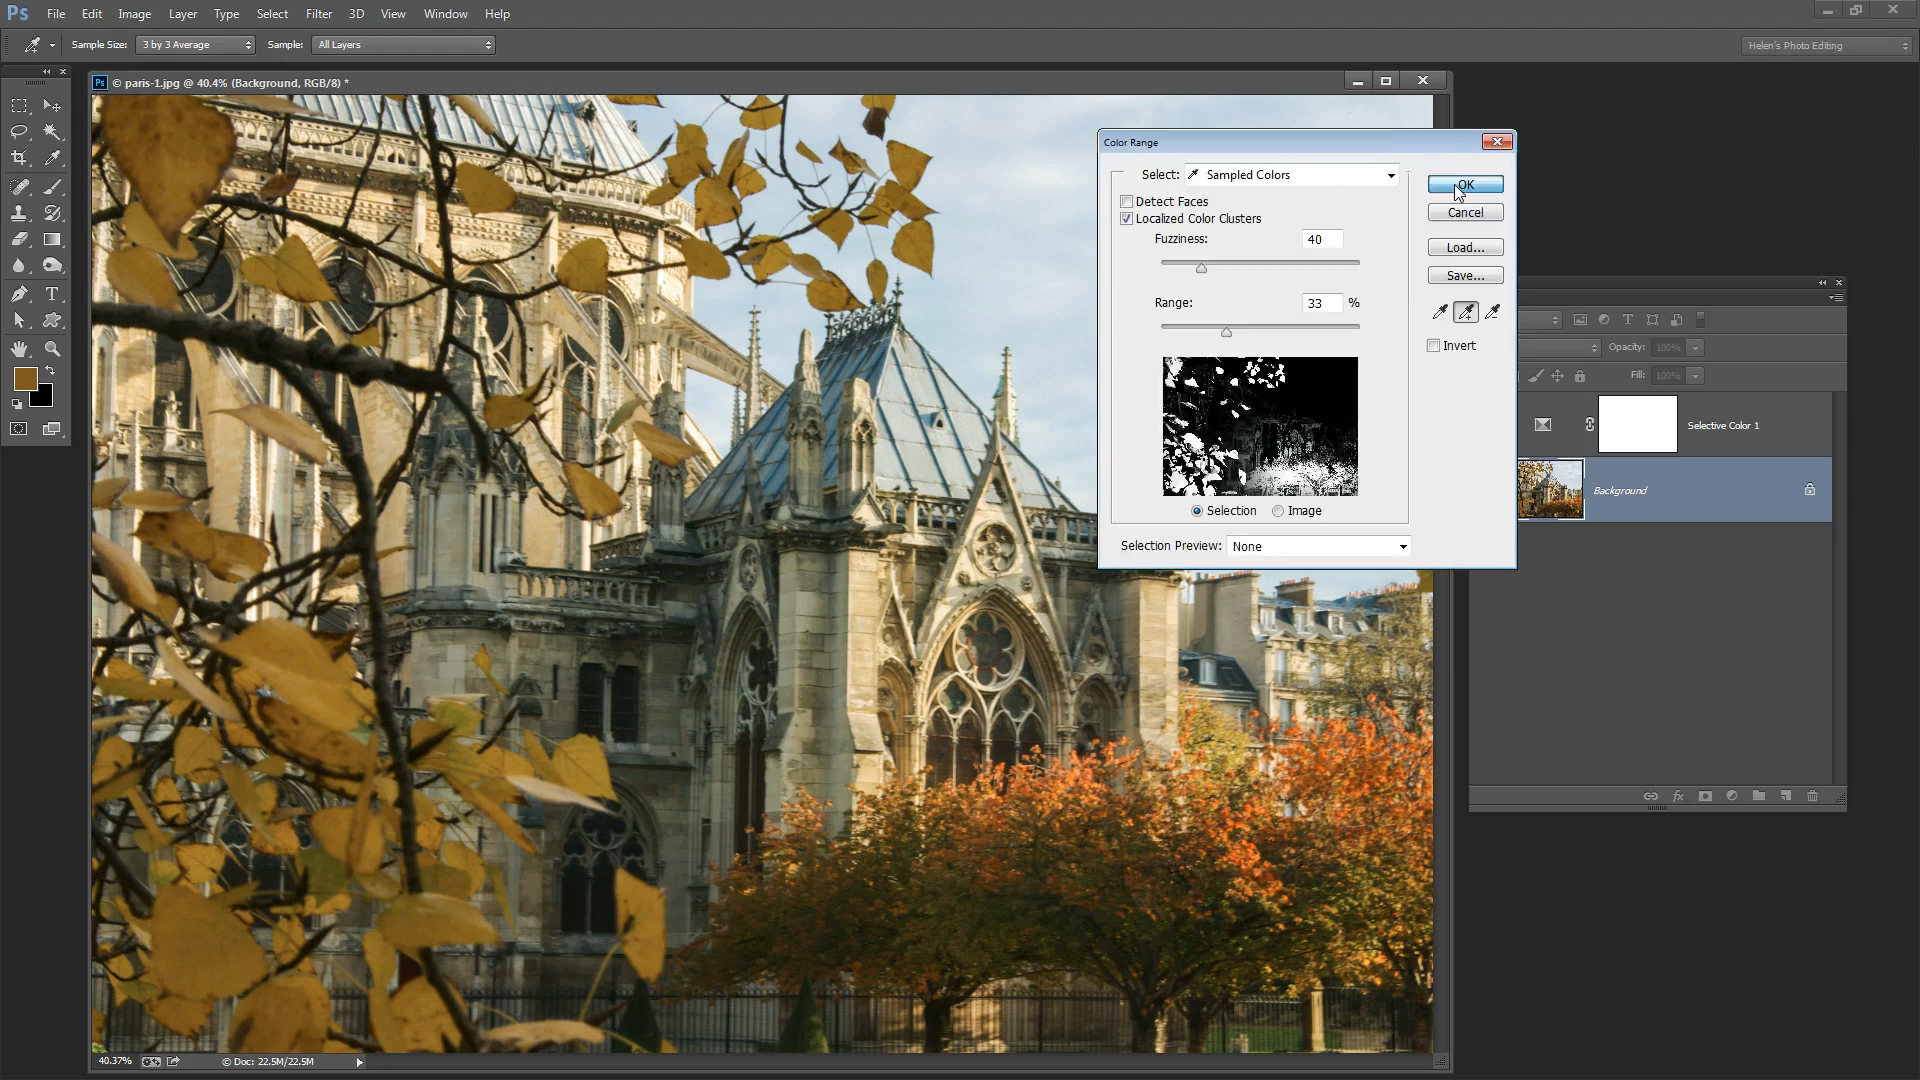 Ps File Edit Image Layer Type Select Filter 3D View Window Help
Sample Size: 3 by 3 Average Sample: All Layers Helen's Photo Editing
Ps © paris-1.jpg @ 40.4% (Background, RGB/8) *
Color Range
Select: Sampled Colors
OK
Detect Faces
Localized Color Clusters
Cancel
Fuzziness: 40
Load...
Save...
Range: 33 %
Invert
Selection Image
Selection Preview: None
Opacity: 100%
Fill: 100%
Selective Color 1
Background
fx
40.37% © Doc: 22.5M/22.5M